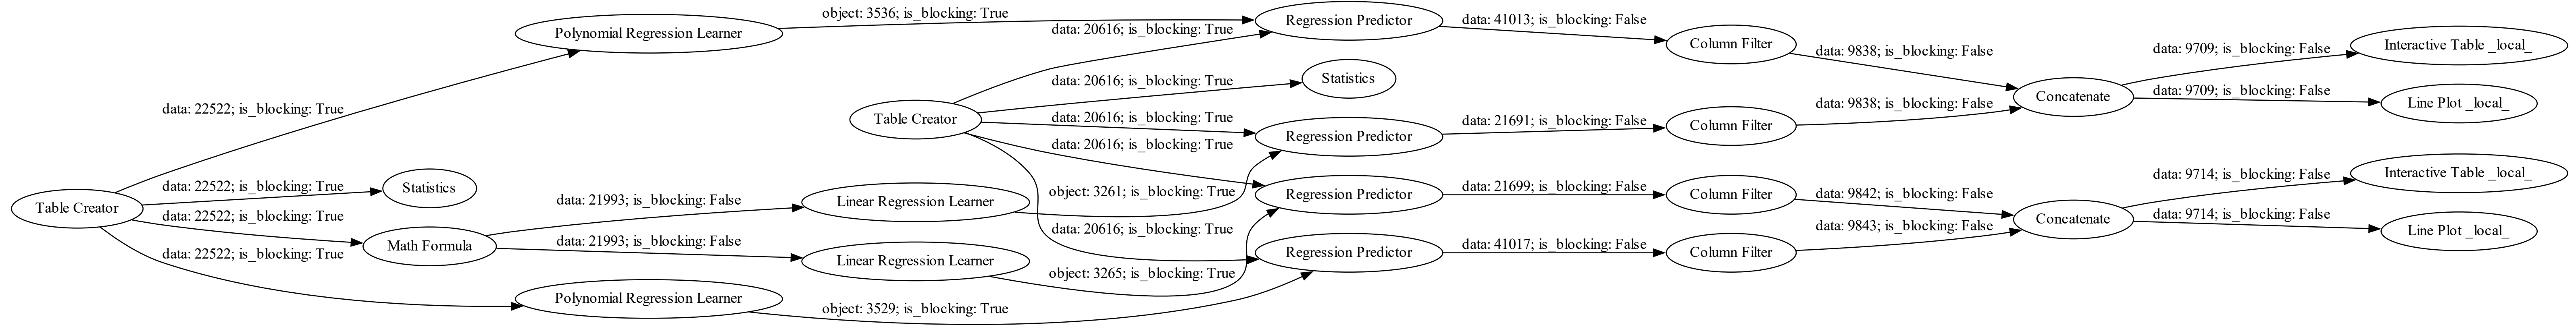 Table Creator
data: 22522; is_blocking: True
data: 22522; is_blocking: True
data: 22522; is_blocking: True
data: 22522; is_blocking: True
Polynomial Regression Learner
Statistics
Math Formula
Polynomial Regression Learner
object: 3536; is_blocking: True
data: 21993; is_blocking: False
data: 21993; is_blocking: False
object: 3529; is_blocking: True
Table Creator
Linear Regression Learner
Linear Regression Learner
data: 20616; is_blocking: True
data: 20616; is_blocking: True
data: 20616; is_blocking: True
data: 20616; is_blocking: True
object: 3261; is_blocking: True
data: 20616; is_blocking: True
object: 3265; is_blocking: True
Regression Predictor
Statistics
Regression Predictor
Regression Predictor
Regression Predictor
data: 41013; is_blocking: False
data: 21691; is_blocking: False
data: 21699; is_blocking: False
data: 41017; is_blocking: False
Column Filter
Column Filter
Column Filter
Column Filter
data: 9838; is_blocking: False
data: 9838; is_blocking: False
data: 9842; is_blocking: False
data: 9843; is_blocking: False
Concatenate
Concatenate
data: 9709; is_blocking: False
data: 9709; is_blocking: False
data: 9714; is_blocking: False
data: 9714; is_blocking: False
Interactive Table _local_
Line Plot _local_
Interactive Table _local_
Line Plot _local_